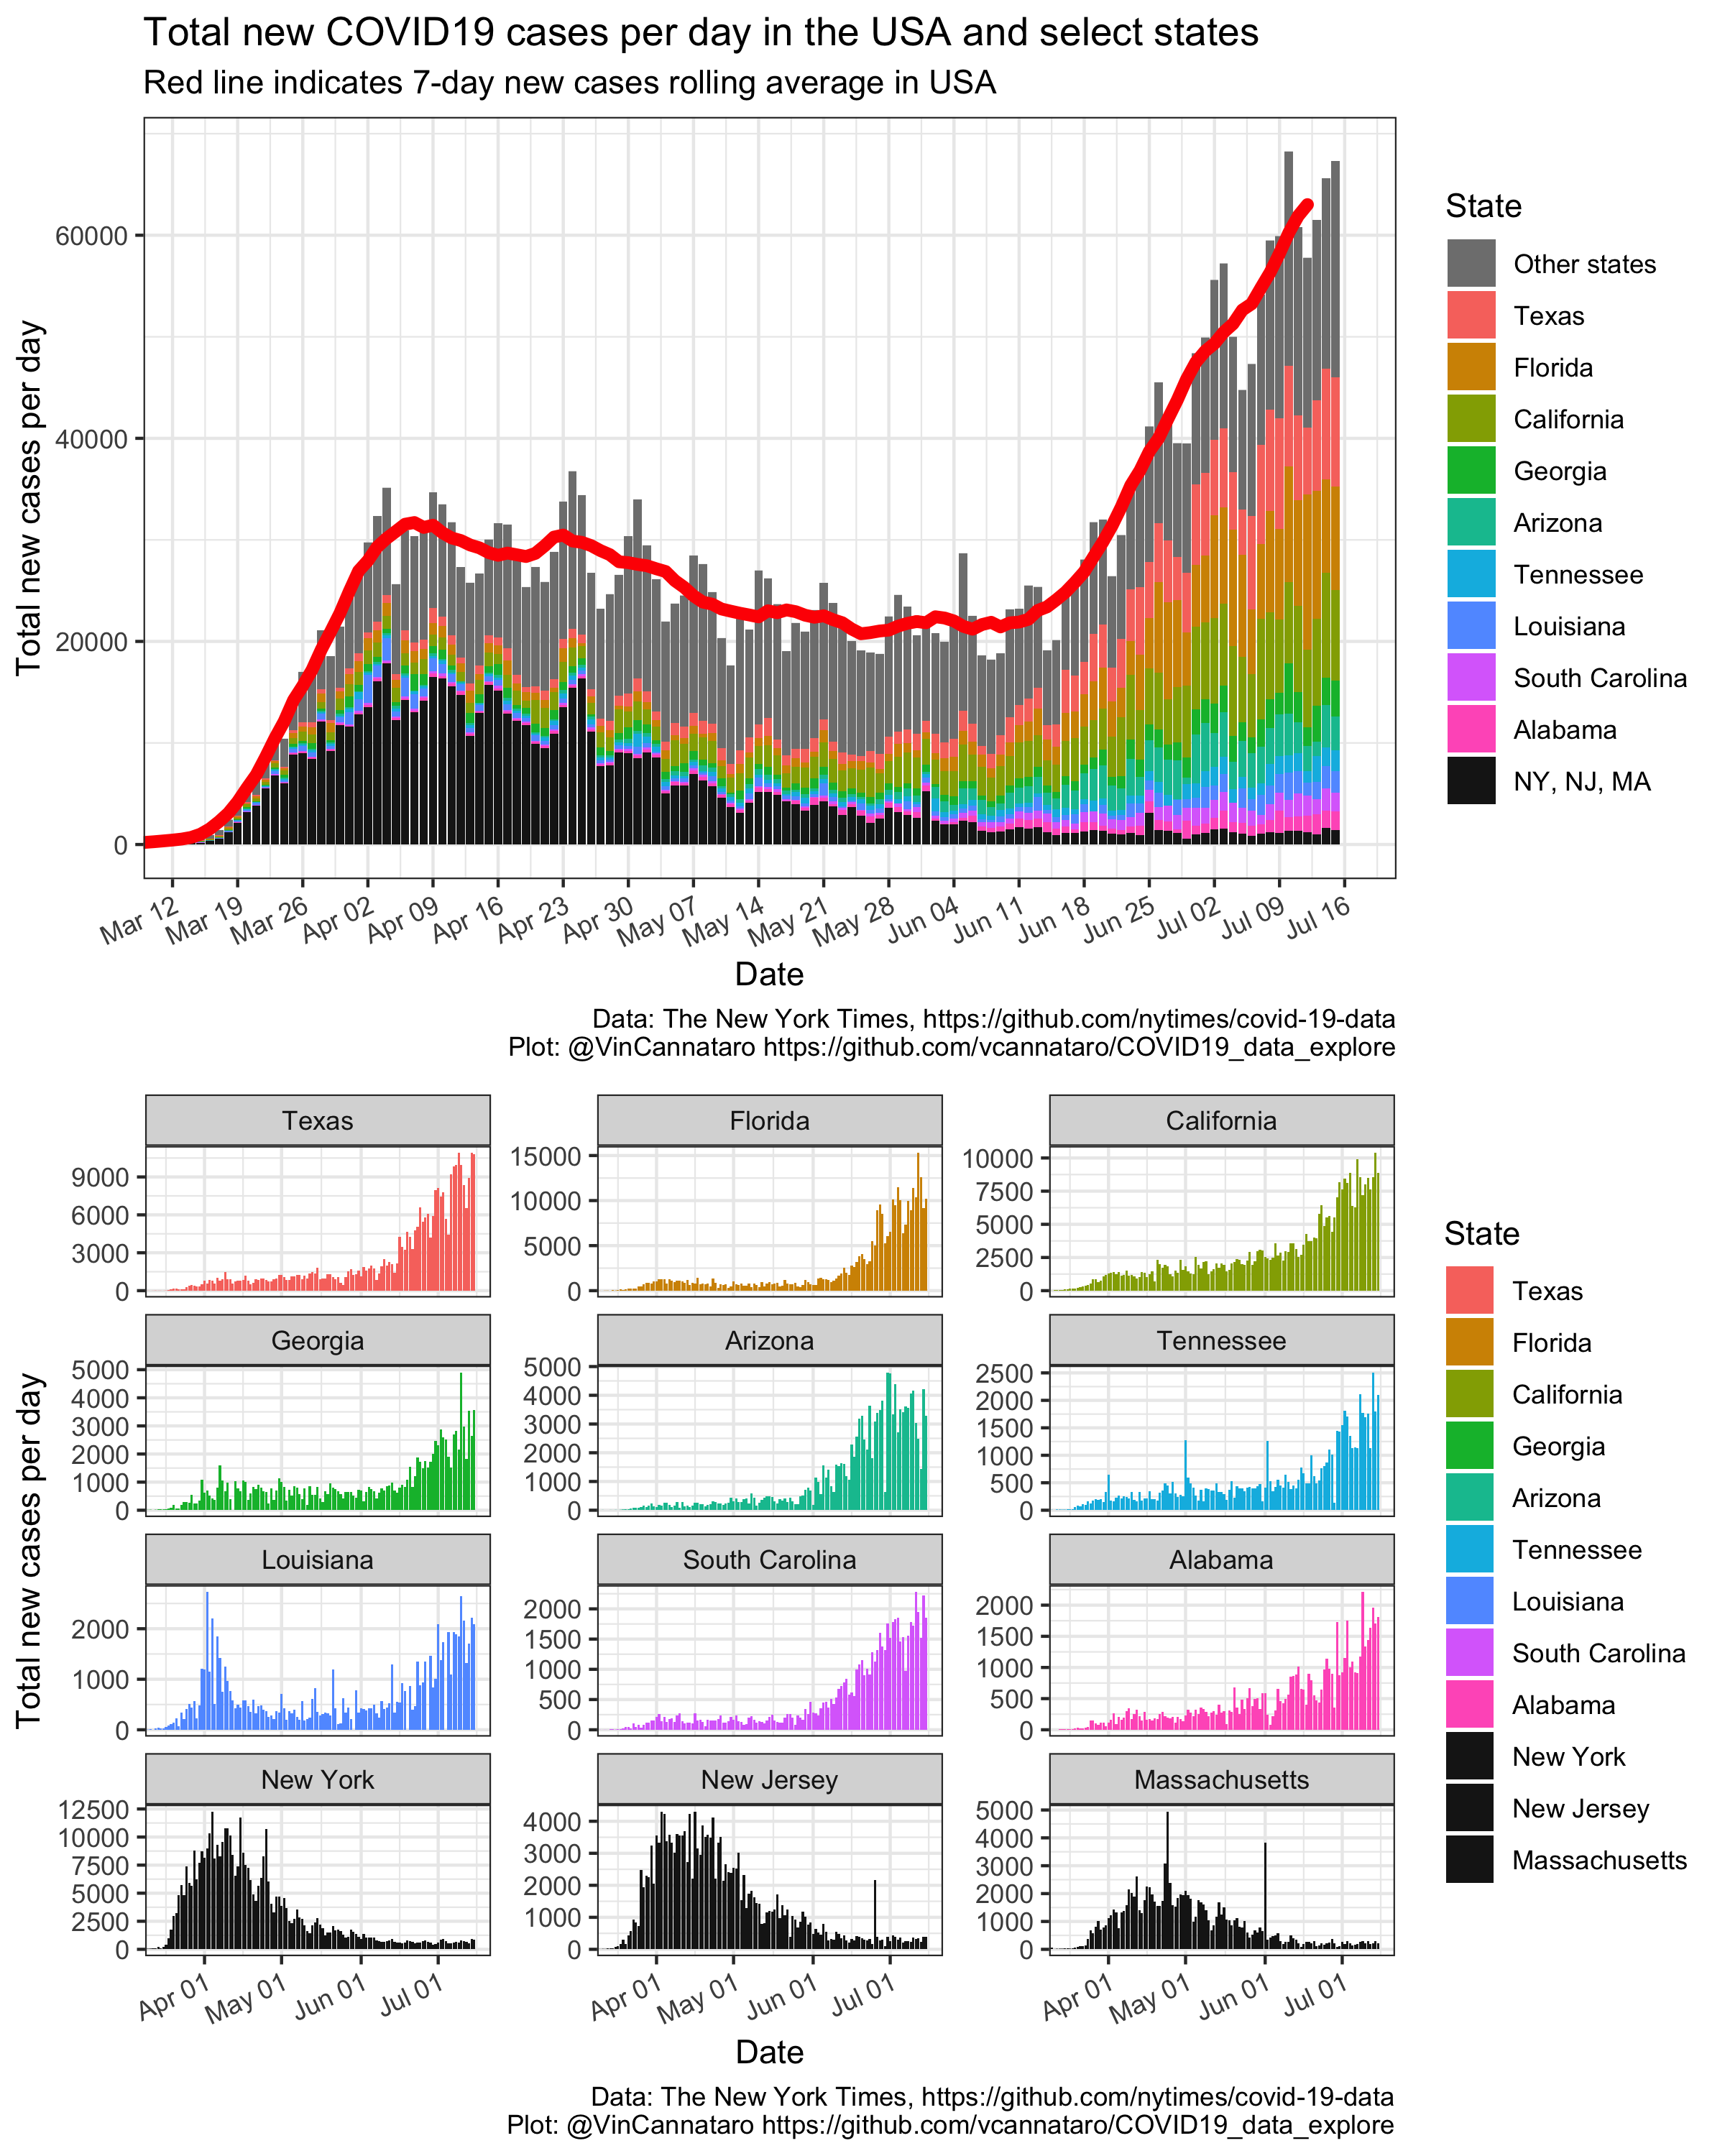 Total new COVID19 cases per day in the USA and select states
Red line indicates 7-day new cases rolling average in USA
Total new cases per day
60000
40000
20000
0
Mar 12
Mar 19
Mar 26
Apr 02
Apr 09
Apr 16
Apr 23
Apr 30
May 07
May 14
May 21
May 28
Jun 04
Jun 11
Jun 18
Jun 25
Jul 02
Jul 09
Jul 16
Date
State
Other states
Texas
Florida
California
Georgia
Arizona
Tennessee
Louisiana
South Carolina
Alabama
NY, NJ, MA
Data: The New York Times, https://github.com/nytimes/covid-19-data
Plot: @VinCannataro https://github.com/vcannataro/COVID19_data_explore
Total new cases per day
Texas
9000
6000
3000
0
Florida
15000
10000
5000
0
California
10000
7500
5000
2500
0
Georgia
5000
4000
3000
2000
1000
0
Arizona
5000
4000
3000
2000
1000
0
Tennessee
2500
2000
1500
1000
500
0
Louisiana
2000
1000
0
South Carolina
2000
1500
1000
500
0
Alabama
2000
1500
1000
500
0
New York
12500
10000
7500
5000
2500
0
New Jersey
4000
3000
2000
1000
0
Massachusetts
5000
4000
3000
2000
1000
0
Apr 01
May 01
Jun 01
Jul 01
Apr 01
May 01
Jun 01
Jul 01
Apr 01
May 01
Jun 01
Jul 01
Date
State
Texas
Florida
California
Georgia
Arizona
Tennessee
Louisiana
South Carolina
Alabama
New York
New Jersey
Massachusetts
Data: The New York Times, https://github.com/nytimes/covid-19-data
Plot: @VinCannataro https://github.com/vcannataro/COVID19_data_explore